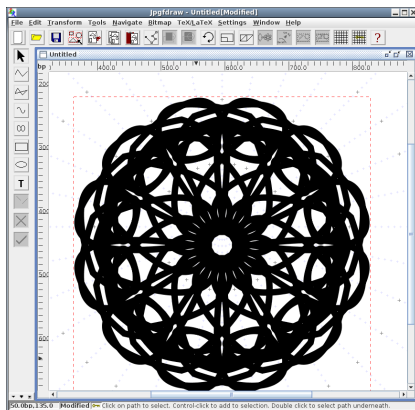 Jpgfdraw - Untitled[Modified]
File Edit Transform Tools Navigate Bitmap TeX/LaTeX Settings Window Help
Untitled
bp 400.0 500.0 600.0 700.0 800.0
T
50.0bp,135.0 Modified Click on path to select. Control-click to add to selection. Double click to select path underneath.